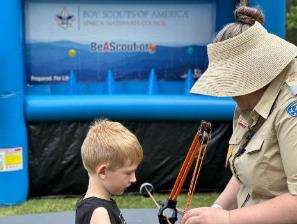 BOY SCOUTS OF AMERICA
SENECA WATERWAYS COUNCIL
BeAScout.org
Prepared. For Life